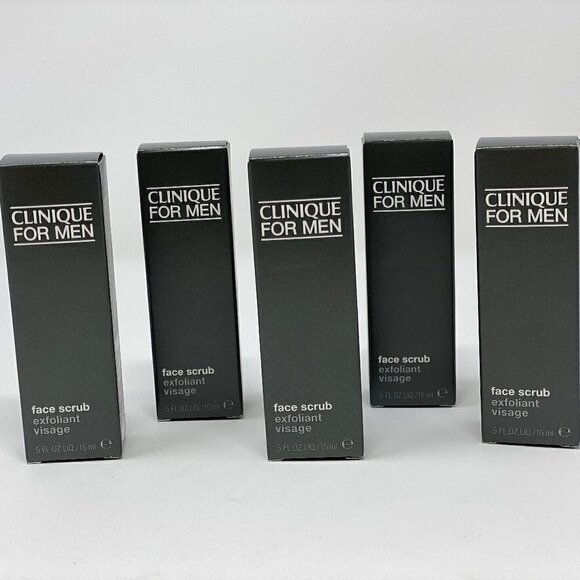 CLINIQUE
FOR MEN
face scrub
exfoliant
visage
.5 FL.OZ.LIQ./15 ml ℮
CLINIQUE
FOR MEN
face scrub
exfoliant
visage
.5 FL.OZ.LIQ./15 ml ℮
CLINIQUE
FOR MEN
face scrub
exfoliant
visage
.5 FL.OZ.LIQ./15 ml ℮
CLINIQUE
FOR MEN
face scrub
exfoliant
visage
.5 FL.OZ.LIQ./15 ml ℮
CLINIQUE
FOR MEN
face scrub
exfoliant
visage
.5 FL.OZ.LIQ./15 ml ℮